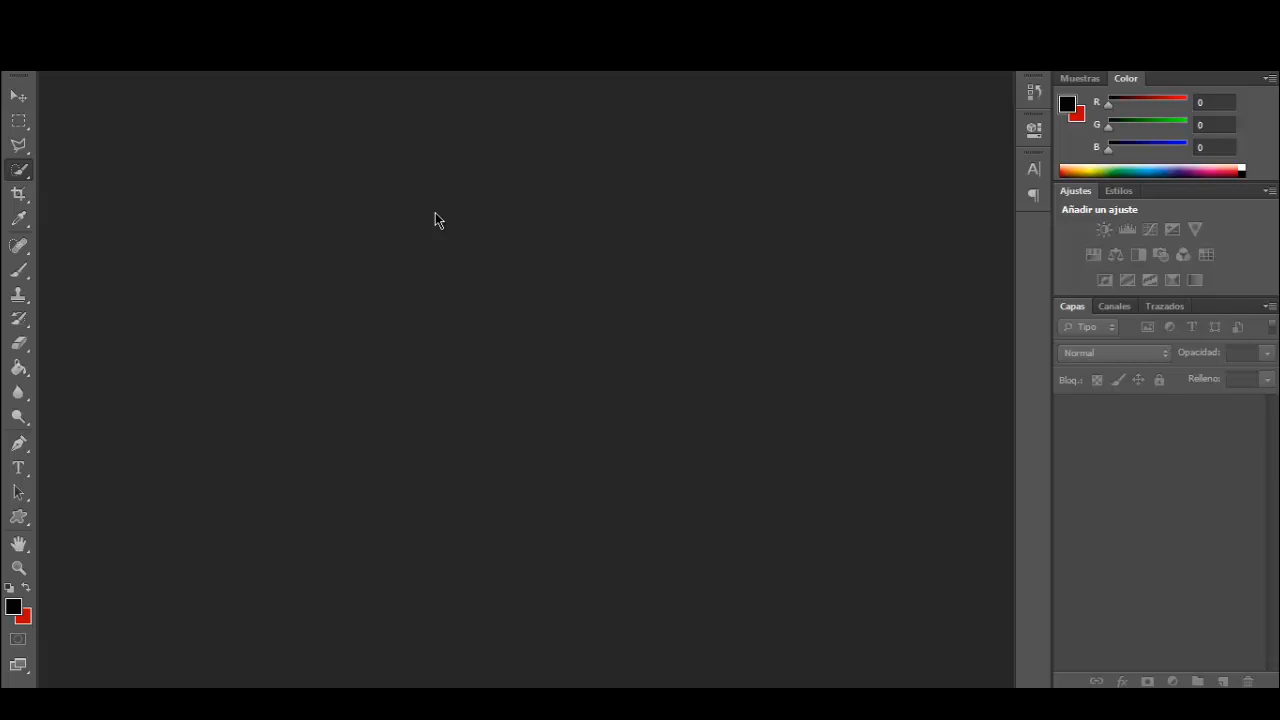 Muestras Color
R 0
G 0
B 0
Ajustes Estilos
Añadir un ajuste
Capas Canales Trazados
Tipo
Normal Opacidad:
Bloq.: Relleno: